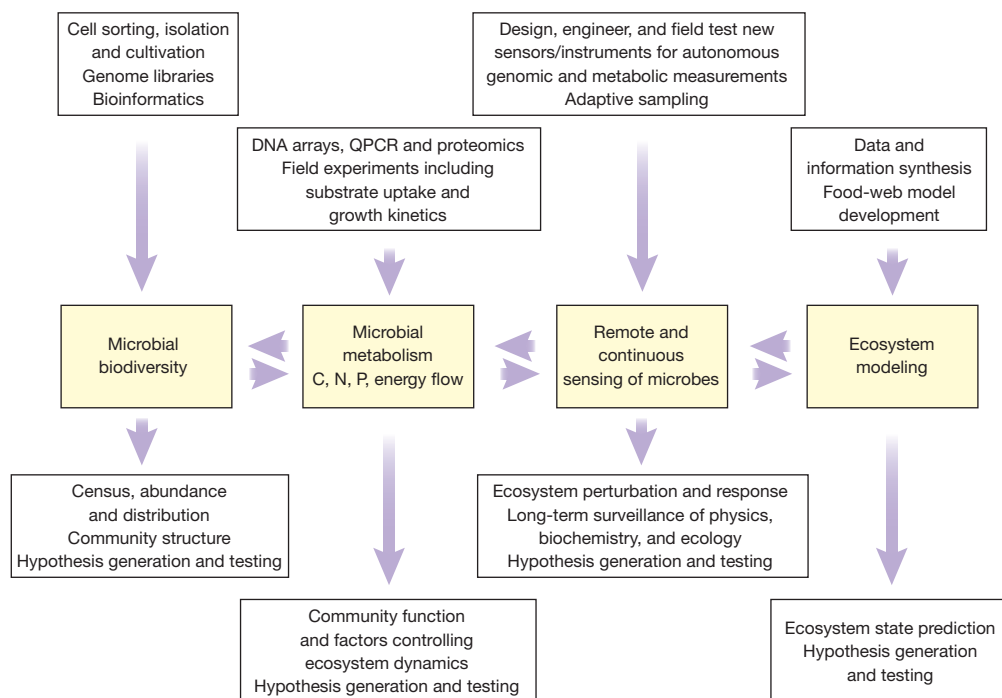 Cell sorting, isolation
and cultivation
Genome libraries
Bioinformatics
Design, engineer, and field test new
sensors/instruments for autonomous
genomic and metabolic measurements
Adaptive sampling
DNA arrays, QPCR and proteomics
Field experiments including
substrate uptake and
growth kinetics
Data and
information synthesis
Food-web model
development
Microbial
biodiversity
Microbial
metabolism
C, N, P, energy flow
Remote and
continuous
sensing of microbes
Ecosystem
modeling
Census, abundance
and distribution
Community structure
Hypothesis generation and testing
Ecosystem perturbation and response
Long-term surveillance of physics,
biochemistry, and ecology
Hypothesis generation and testing
Community function
and factors controlling
ecosystem dynamics
Hypothesis generation and testing
Ecosystem state prediction
Hypothesis generation
and testing